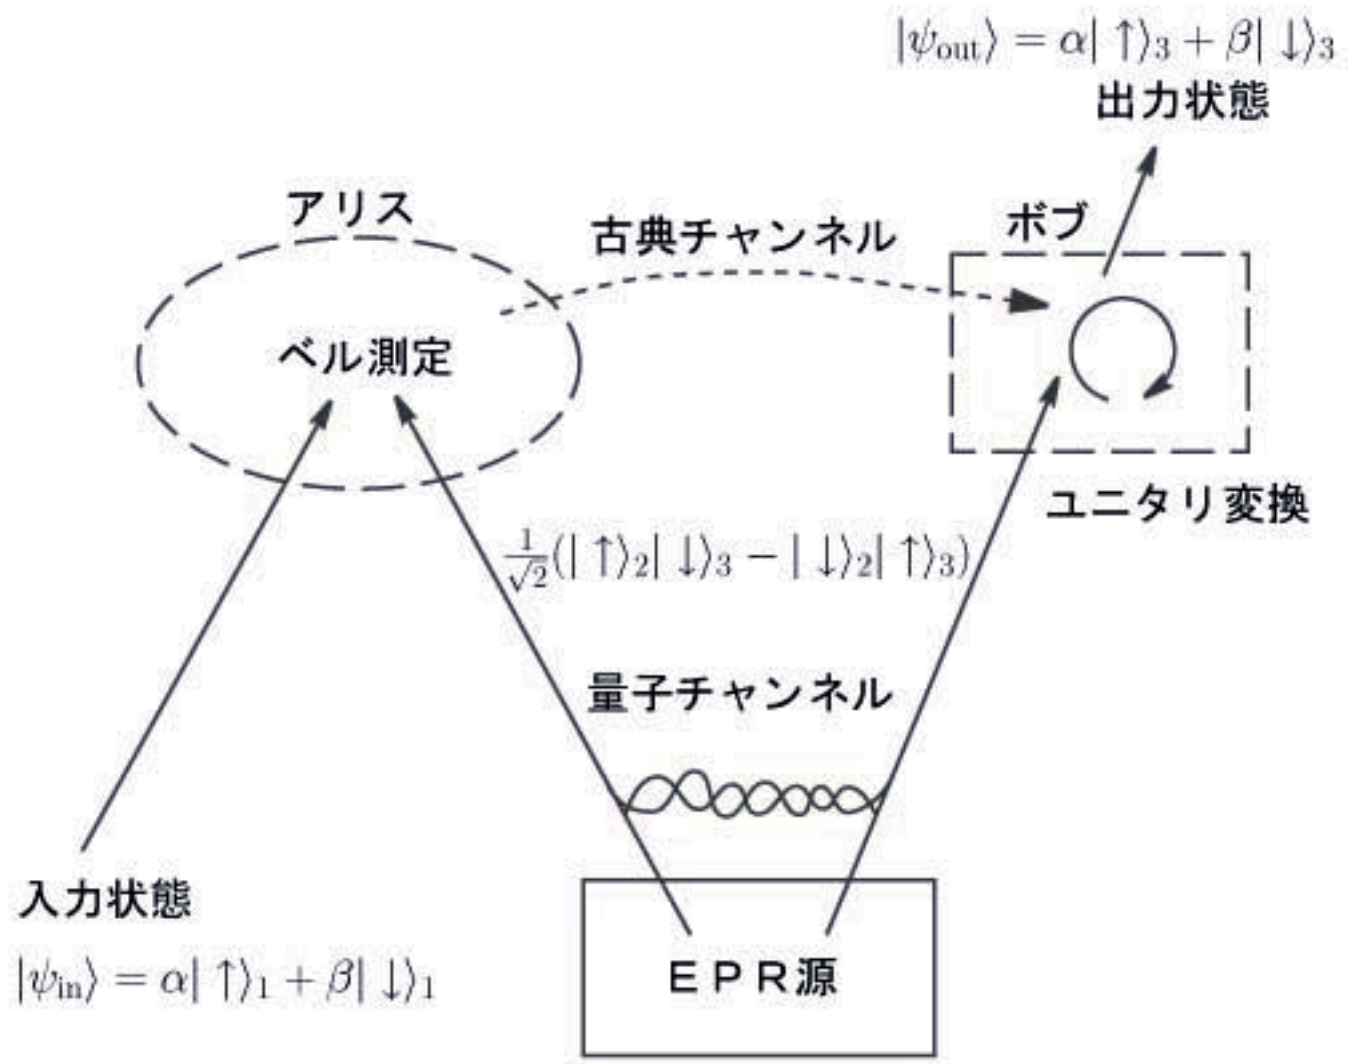 |ψout⟩ = α| ↑⟩3 + β| ↓⟩3
出力状態
アリス
古典チャンネル
ボブ
ベル測定
ユニタリ変換
1/√2(| ↑⟩2| ↓⟩3 − | ↓⟩2| ↑⟩3)
量子チャンネル
入力状態
|ψin⟩ = α| ↑⟩1 + β| ↓⟩1
EPR源